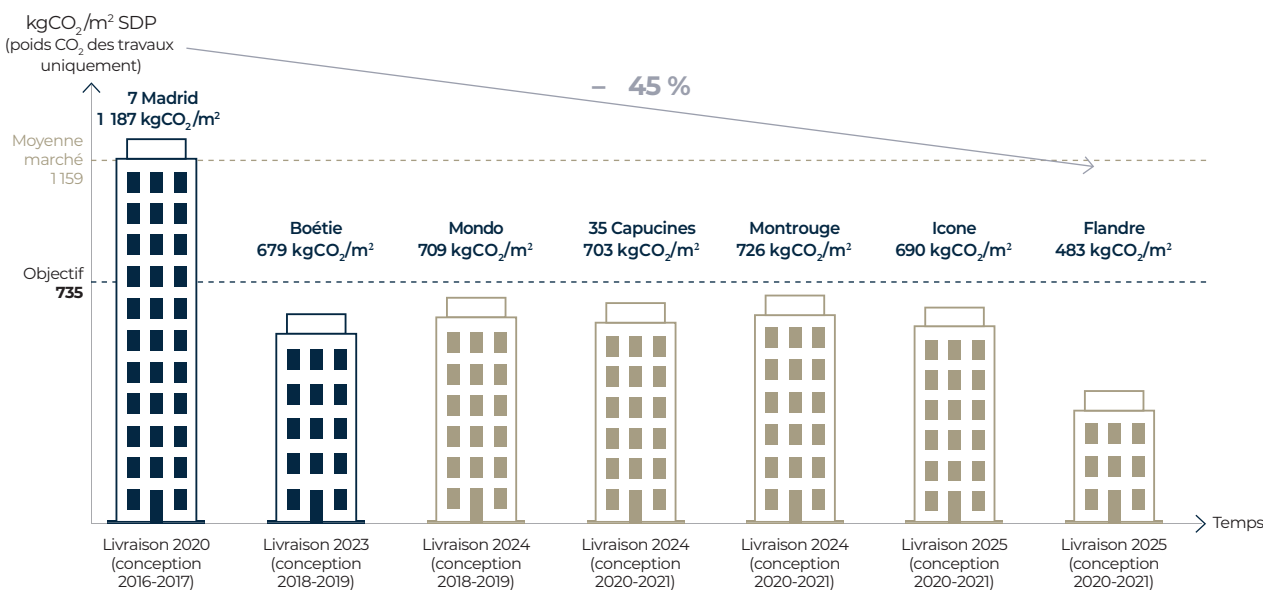 kgCO₂/m² SDP
(poids CO₂ des travaux
uniquement)
– 45 %
7 Madrid
1 187 kgCO₂/m²
Moyenne
marché
1 159
Boétie
679 kgCO₂/m²
Mondo
709 kgCO₂/m²
35 Capucines
703 kgCO₂/m²
Montrouge
726 kgCO₂/m²
Icone
690 kgCO₂/m²
Flandre
483 kgCO₂/m²
Objectif
735
Temps
Livraison 2020
(conception
2016-2017)
Livraison 2023
(conception
2018-2019)
Livraison 2024
(conception
2018-2019)
Livraison 2024
(conception
2020-2021)
Livraison 2024
(conception
2020-2021)
Livraison 2025
(conception
2020-2021)
Livraison 2025
(conception
2020-2021)